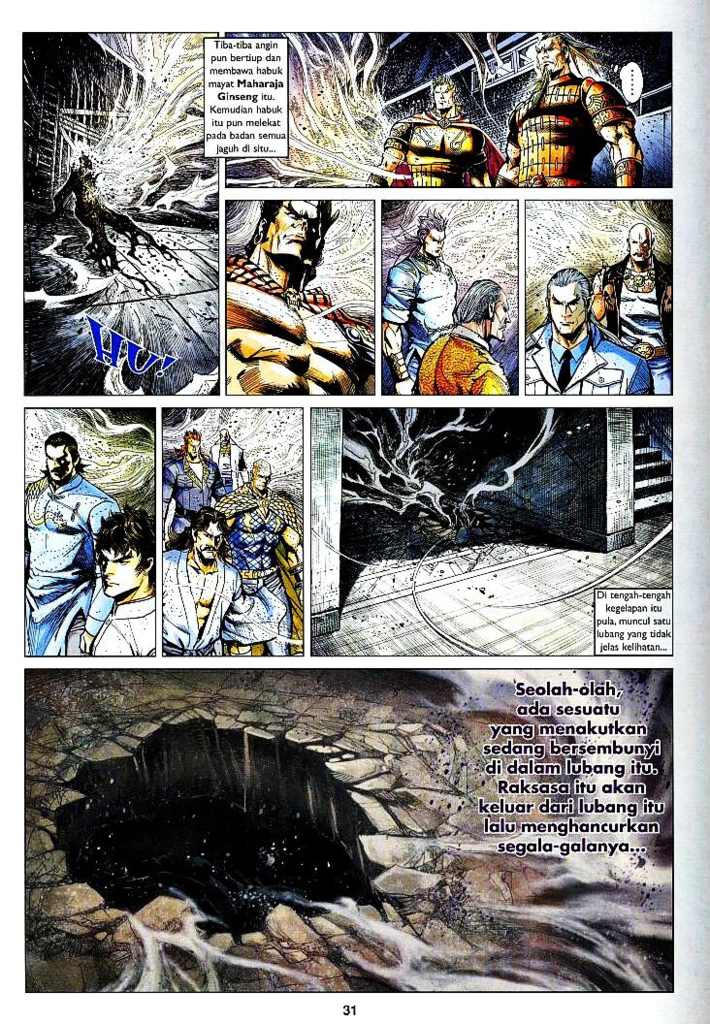 Tiba-tiba angin
pun bertiup dan
membawa habuk
mayat Maharaja
Ginseng itu.
Kemudian habuk
itu pun melekat
pada badan semua
jaguh di situ...
......
HU!
Di tengah-tengah
kegelapan itu
pula, muncul satu
lubang yang tidak
jelas kelihatan...
Seolah-olah,
ada sesuatu
yang menakutkan
sedang bersembunyi
di dalam lubang itu.
Raksasa itu akan
keluar dari lubang itu
lalu menghancurkan
segala-galanya...
31